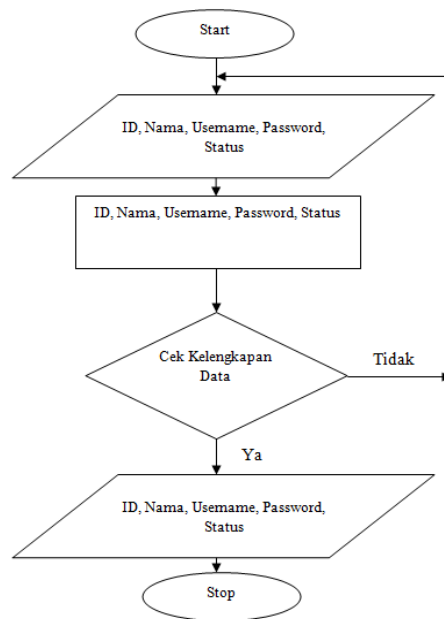 Start
ID, Nama, Username, Password,
Status
ID, Nama, Username, Password, Status
Cek Kelengkapan
Data
Tidak
Ya
ID, Nama, Username, Password,
Status
Stop